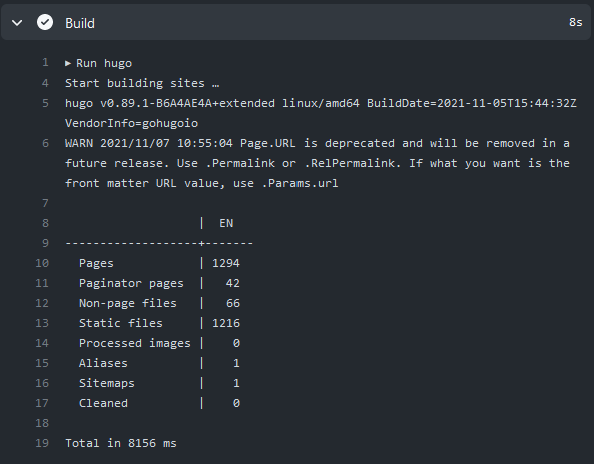 Build 8s
1 ▶ Run hugo
4 Start building sites …
5 hugo v0.89.1-B6A4AE4A+extended linux/amd64 BuildDate=2021-11-05T15:44:32Z
VendorInfo=gohugoio
6 WARN 2021/11/07 10:55:04 Page.URL is deprecated and will be removed in a
future release. Use .Permalink or .RelPermalink. If what you want is the
front matter URL value, use .Params.url
7
8                    |  EN
9 -------------------+-------
10   Pages            | 1294
11   Paginator pages  |   42
12   Non-page files   |   66
13   Static files     | 1216
14   Processed images |    0
15   Aliases          |    1
16   Sitemaps         |    1
17   Cleaned          |    0
18
19 Total in 8156 ms